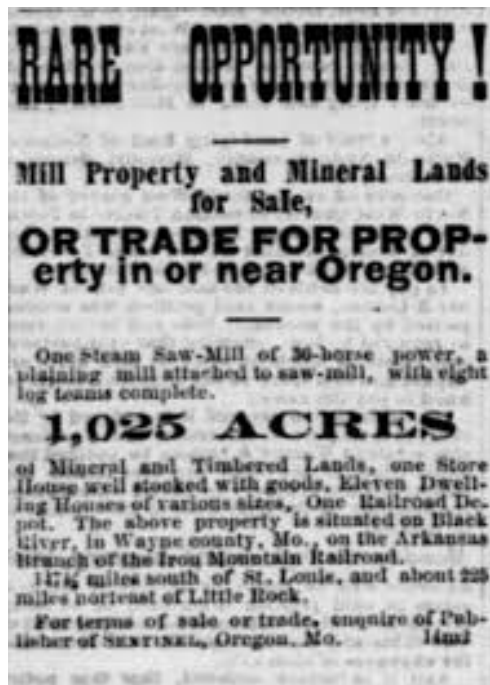 RARE OPPORTUNITY!
Mill Property and Mineral Lands
for Sale,
OR TRADE FOR PROP-
erty in or near Oregon.
One Steam Saw-Mill of 30-horse power, a
plaining mill attached to saw-mill, with eight
log teams complete.
1,025 ACRES
of Mineral and Timbered Lands, one Store
House well stocked with goods, Eleven Dwell-
ing Houses of various sizes, One Railroad De-
pot. The above property is situated on Black
River, in Wayne county, Mo., on the Arkansas
Branch of the Iron Mountain Railroad.
miles south of St. Louis, and about 225
miles norteast of Little Rock.
For terms of sale or trade, enquire of Pub-
lisher of SENTINEL, Oregon, Mo.